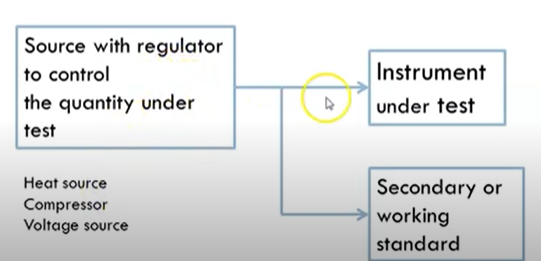 Source with regulator
to control
the quantity under
test
Instrument
under test
Heat source
Compressor
Voltage source
Secondary or
working
standard